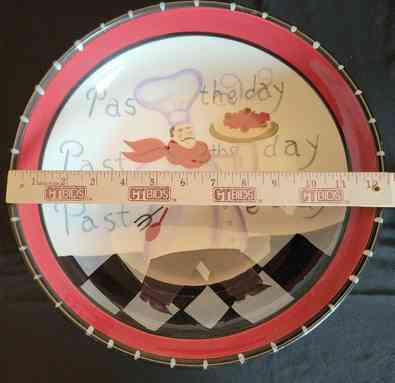 Pas the day
Past the day
1 2 3 4 5 6 7 8 9 10 11 12
GTBIDS GTBIDS GTBIDS GTBIDS
Past